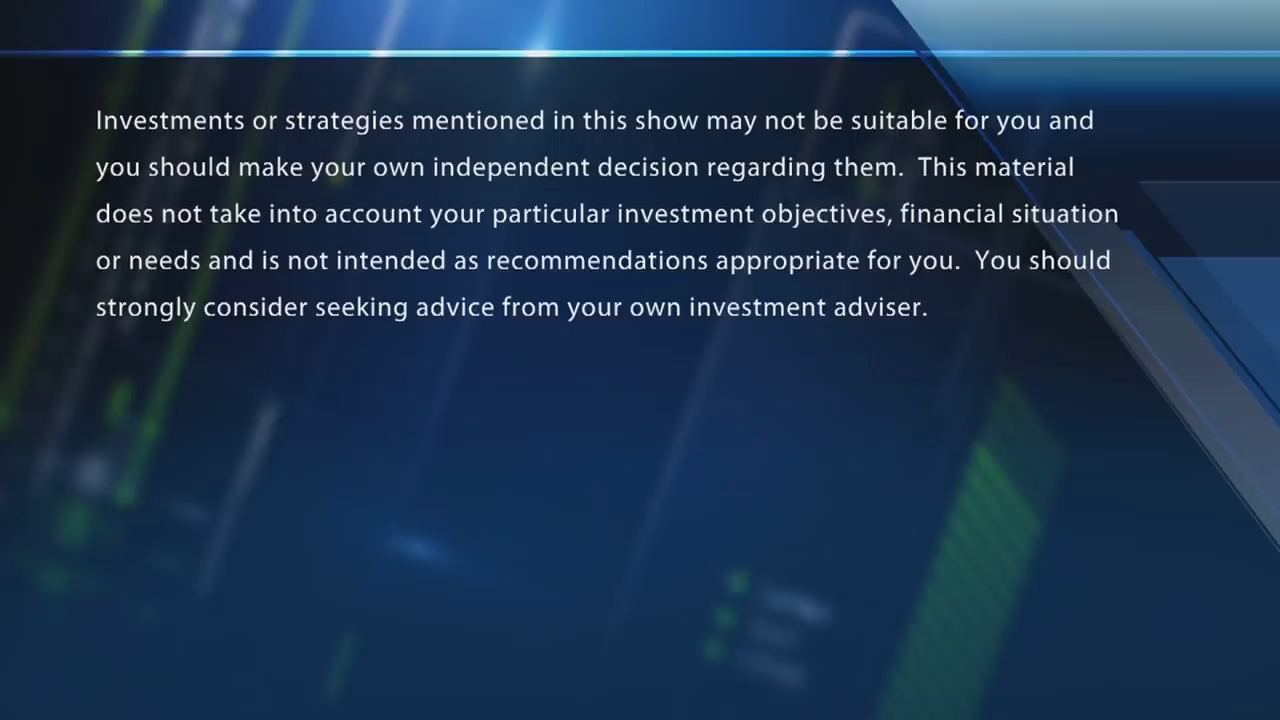 Investments or strategies mentioned in this show may not be suitable for you and
you should make your own independent decision regarding them.  This material
does not take into account your particular investment objectives, financial situation
or needs and is not intended as recommendations appropriate for you.  You should
strongly consider seeking advice from your own investment adviser.